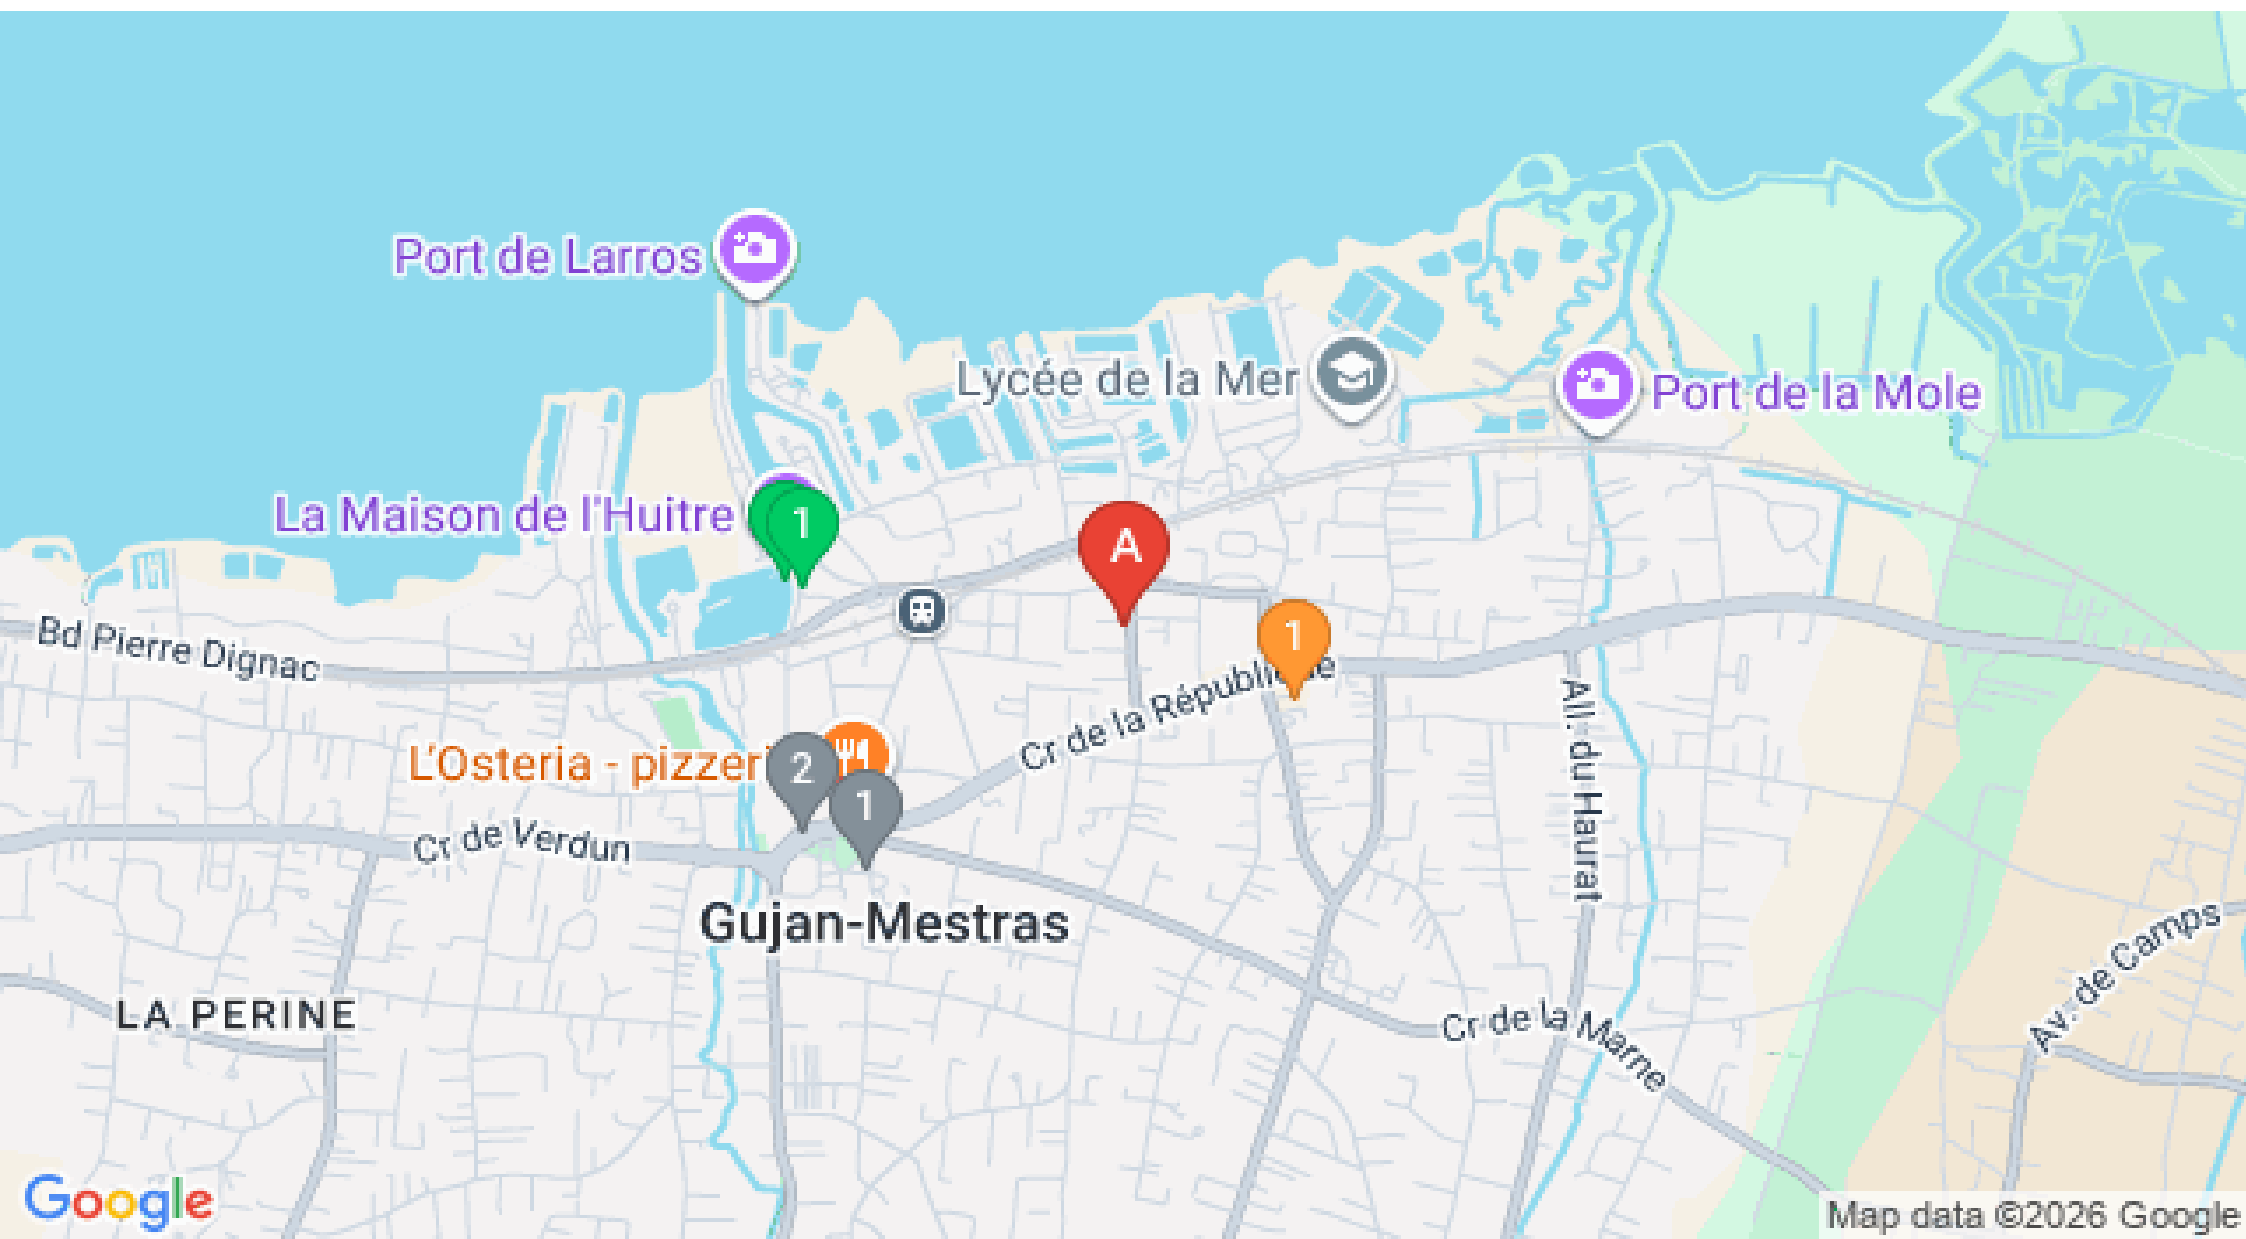 Port de Larros
Lycée de la Mer
Port de la Mole
La Maison de l'Huitre
1
A
Bd Pierre Dignac
1
Cr de la République
All. du Haurat
L'Osteria - pizzeri
2
1
Cr de Verdun
Gujan-Mestras
LA PERINE
Cr de la Marne
Av. de Camps
Google
Map data ©2026 Google